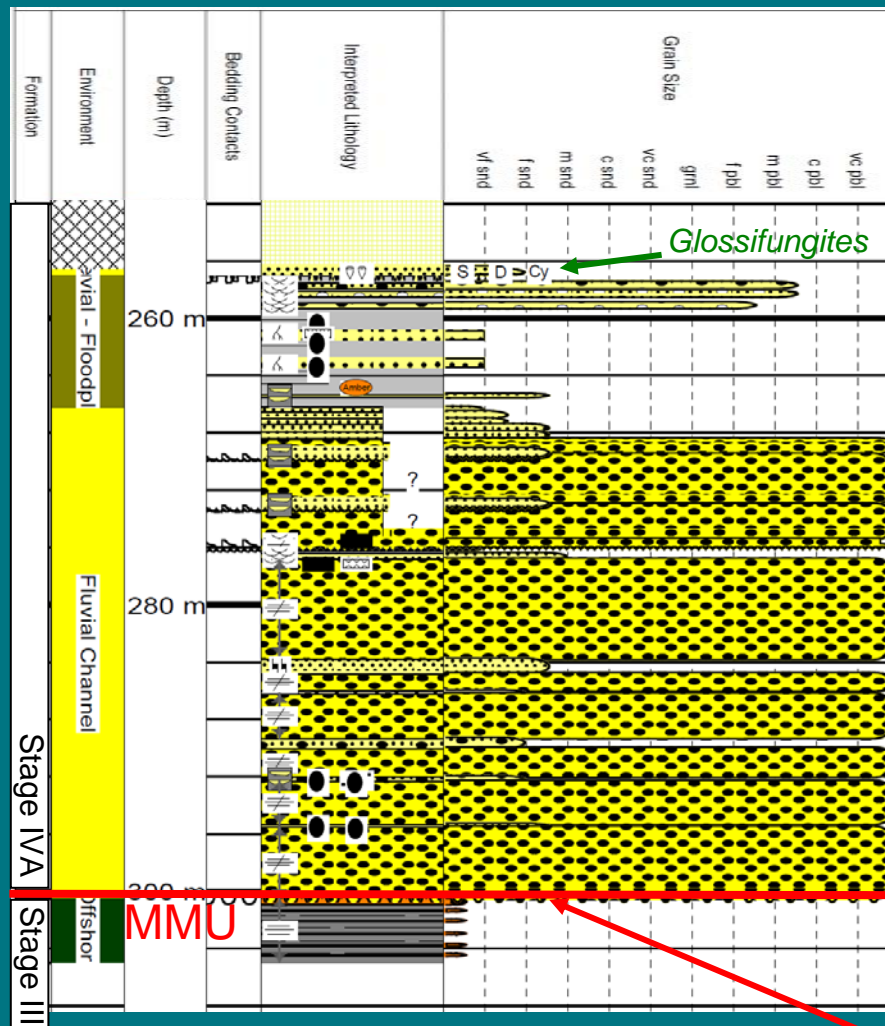 Formation
Environment
Depth (m)
Bedding Contacts
Interpreted Lithology
Grain Size
vf snd
f snd
m snd
c snd
vc snd
grnl
f pbl
m pbl
c pbl
vc pbl
Glossifungites
S D Cy
vial - Floodpl
260 m
Amber
?
?
Fluvial Channel
280 m
Stage IVA
300 m
MMU
Offshor
Stage III